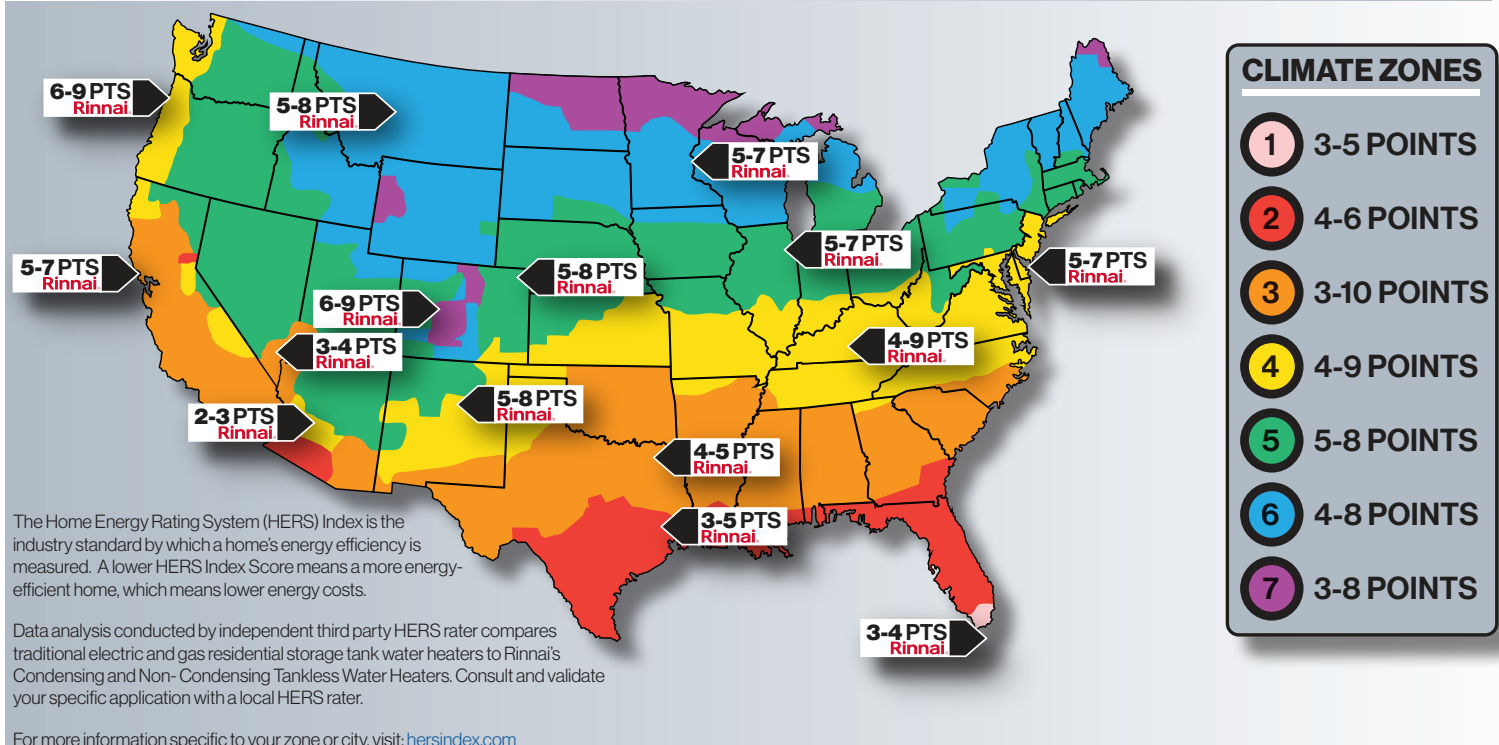 6-9 PTS
Rinnai.
5-8 PTS
Rinnai.
5-7 PTS
Rinnai.
5-7 PTS
Rinnai.
5-7 PTS
Rinnai.
5-7 PTS
Rinnai.
5-8 PTS
Rinnai.
6-9 PTS
Rinnai.
3-4 PTS
Rinnai.
4-9 PTS
Rinnai.
5-8 PTS
Rinnai.
2-3 PTS
Rinnai.
4-5 PTS
Rinnai.
3-5 PTS
Rinnai.
3-4 PTS
Rinnai.
CLIMATE ZONES
1 3-5 POINTS
2 4-6 POINTS
3 3-10 POINTS
4 4-9 POINTS
5 5-8 POINTS
6 4-8 POINTS
7 3-8 POINTS
The Home Energy Rating System (HERS) Index is the
industry standard by which a home's energy efficiency is
measured. A lower HERS Index Score means a more energy-
efficient home, which means lower energy costs.
Data analysis conducted by independent third party HERS rater compares
traditional electric and gas residential storage tank water heaters to Rinnai's
Condensing and Non- Condensing Tankless Water Heaters. Consult and validate
your specific application with a local HERS rater.
For more information specific to your zone or city, visit: hersindex.com